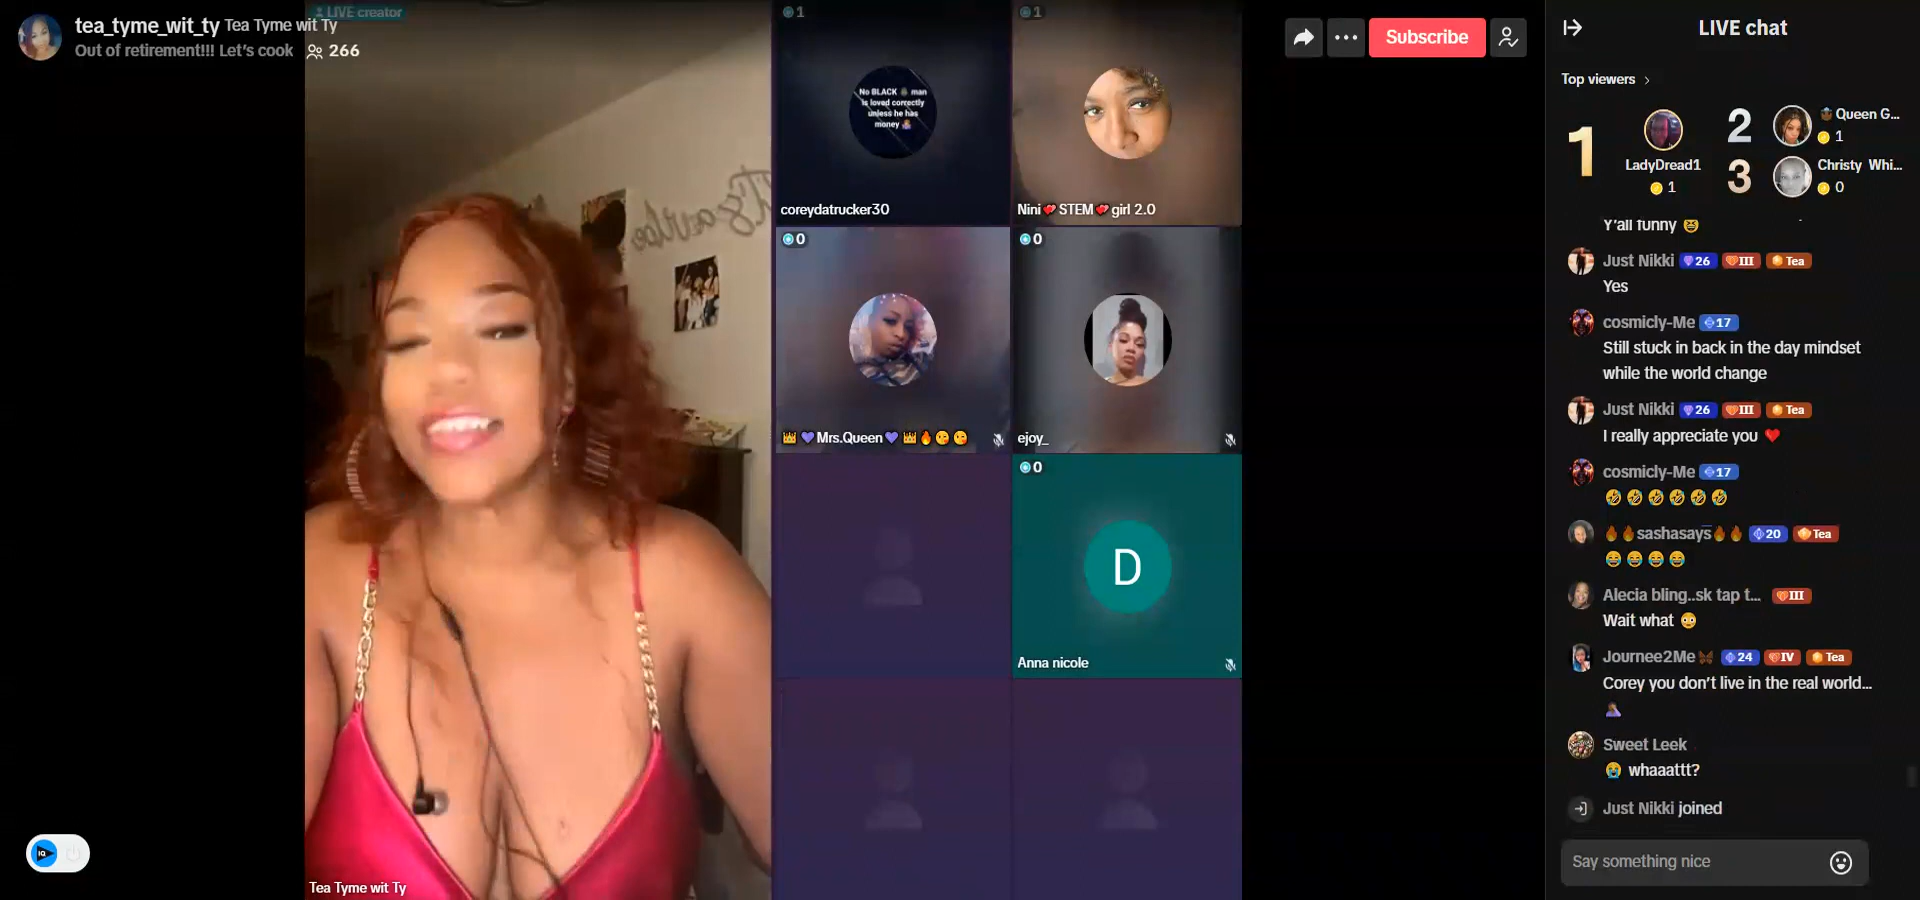 tea_tyme_wit_ty Tea Tyme wit Ty
Out of retirement!!! Let's cook
LIVE creator
266
1
No BLACK man
is loved correctly
unless he has
money
coreydatrucker30
1
Nini STEM girl 2.0
0
Mrs.Queen
0
ejoy_
0
D
Anna nicole
Tea Tyme wit Ty
Subscribe
LIVE chat
Top viewers
1
LadyDread1
1
2
Queen G...
1
3
Christy Whi...
0
Y'all funny 😆
Just Nikki 26 III Tea
Yes
cosmicly-Me 17
Still stuck in back in the day mindset
while the world change
Just Nikki 26 III Tea
I really appreciate you ❤️
cosmicly-Me 17
🤣🤣🤣🤣🤣🤣
🔥🔥sashasays🔥🔥 20 Tea
😂😂😂😂
Alecia bling..sk tap t... III
Wait what 😳
Journee2Me 24 IV Tea
Corey you don't live in the real world...
Sweet Leek
😭 whaaattt?
Just Nikki joined
Say something nice